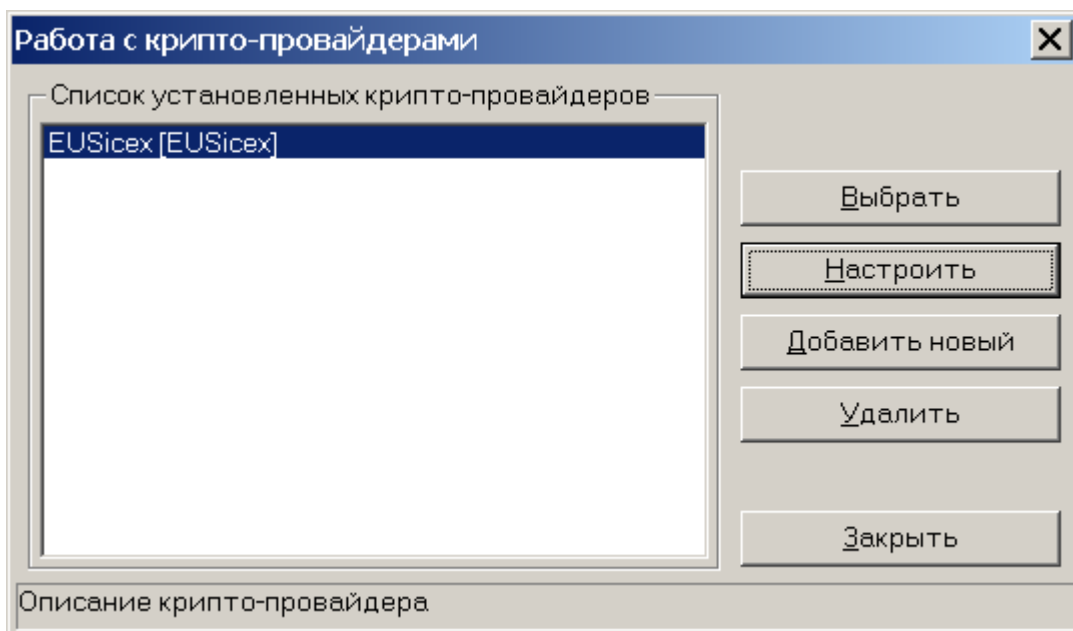 Работа с крипто-провайдерами
Список установленных крипто-провайдеров
EUSicex [EUSicex]
Выбрать
Настроить
Добавить новый
Удалить
Закрыть
Описание крипто-провайдера